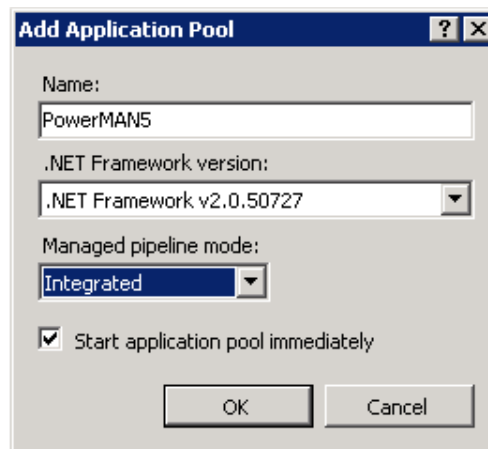 Add Application Pool
Name:
PowerMAN5
.NET Framework version:
.NET Framework v2.0.50727
Managed pipeline mode:
Integrated
Start application pool immediately
OK Cancel